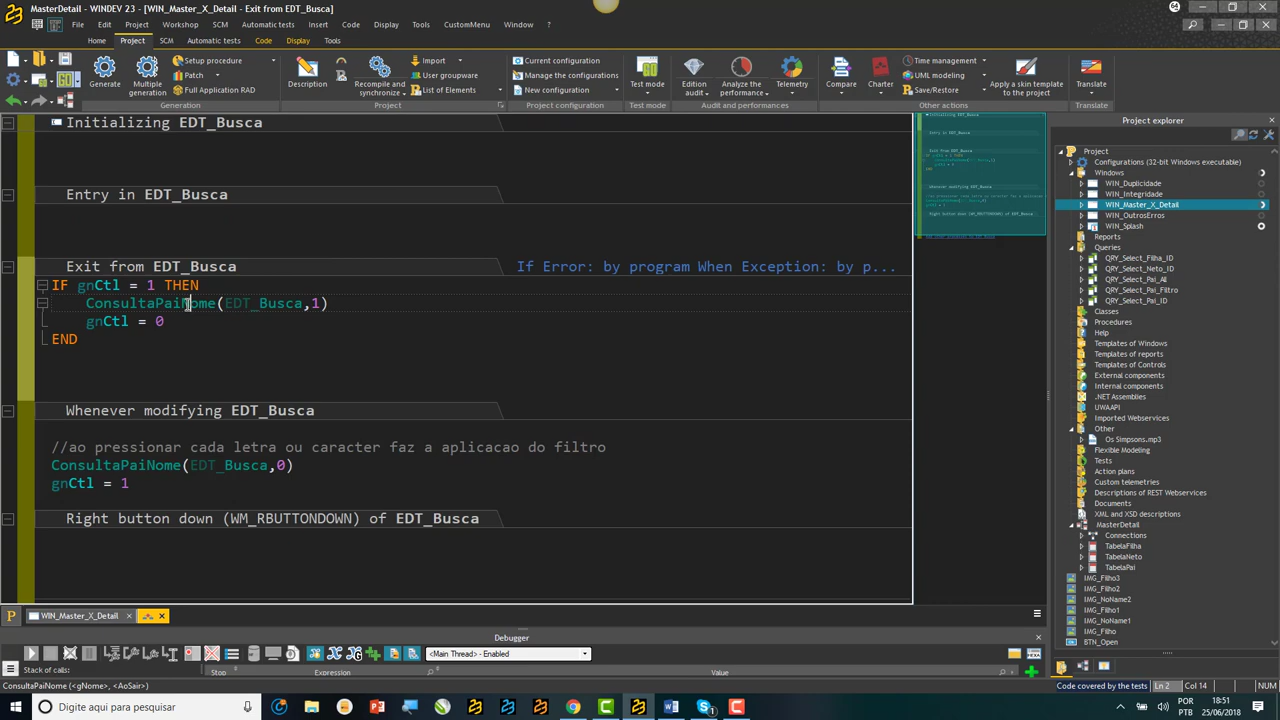 MasterDetail - WINDEV 23 - [WIN_Master_X_Detail - Exit from EDT_Busca]
64
File Edit Project Workshop SCM Automatic tests Insert Code Display Tools CustomMenu Window ?
Home Project SCM Automatic tests Code Display Tools
GO!
Generate
Multiple generation
Setup procedure
Patch
Full Application RAD
Generation
Description
Recompile and synchronize
Import
User groupware
List of Elements
Project
Current configuration
Manage the configurations
New configuration
Project configuration
Test mode
Test mode
Edition audit
Analyze the performance
Telemetry
Audit and performances
Compare
Charter
Time management
UML modeling
Save/Restore
Apply a skin template to the project
Other actions
Translate
Translate
Initializing EDT_Busca
Entry in EDT_Busca
Exit from EDT_Busca If Error: by program When Exception: by p...
IF gnCtl = 1 THEN
ConsultaPaiNome(EDT_Busca,1)
gnCtl = 0
END
Whenever modifying EDT_Busca
//ao pressionar cada letra ou caracter faz a aplicacao do filtro
ConsultaPaiNome(EDT_Busca,0)
gnCtl = 1
Right button down (WM_RBUTTONDOWN) of EDT_Busca
Project explorer
Project
Configurations (32-bit Windows executable)
Windows
WIN_Duplicidade
WIN_Integridade
WIN_Master_X_Detail
WIN_OutrosErros
WIN_Splash
Reports
Queries
QRY_Select_Filha_ID
QRY_Select_Neto_ID
QRY_Select_Pai_Al
QRY_Select_Pai_Filtro
QRY_Select_Pai_ID
Classes
Procedures
Help
Templates of Windows
Templates of reports
Templates of Controls
External components
Internal components
.NET Assemblies
UWAAPI
Imported Webservices
Other
Os Simpsons.mp3
Flexible Modeling
Tests
Action plans
Custom telemetries
Descriptions of REST Webservices
Documents
XML and XSD descriptions
MasterDetail
Connections
TabelaFilha
TabelaNeto
TabelaPai
IMG_Filho3
IMG_Filho2
IMG_NoName2
IMG_Filho1
IMG_NoName1
IMG_Filho
BTN_Open
P WIN_Master_X_Detail
Debugger
<Main Thread> - Enabled
HEXA
Stack of calls: Stop Expression Value
ConsultaPaiNome (<gNome>, <AoSair>)
Code covered by the tests Ln 2 Col 14 NUM
Digite aqui para pesquisar
POR
PTB
18:51
25/06/2018